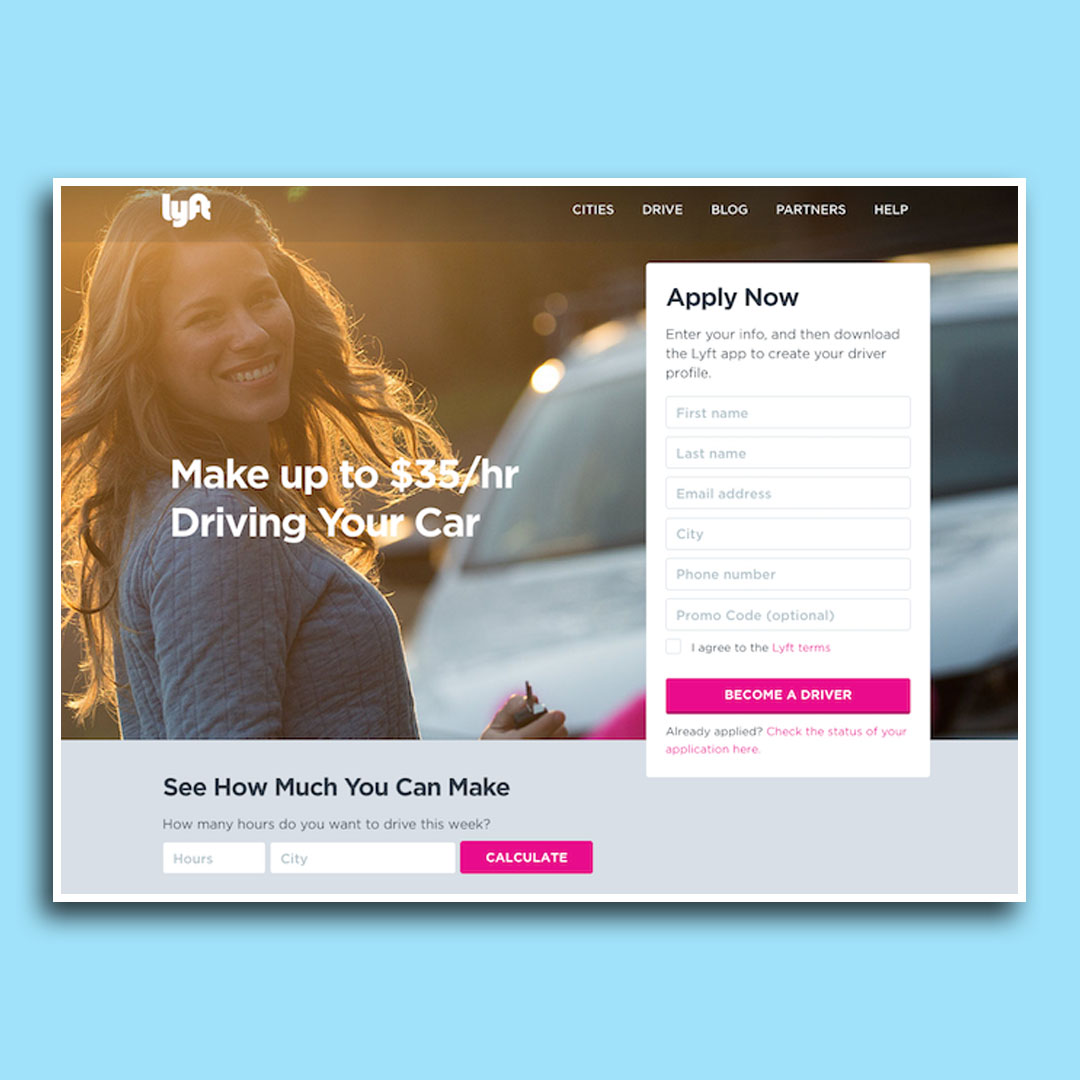 lyft
CITIES DRIVE BLOG PARTNERS HELP
Make up to $35/hr
Driving Your Car
Apply Now
Enter your info, and then download
the Lyft app to create your driver
profile.
First name
Last name
Email address
City
Phone number
Promo Code (optional)
I agree to the Lyft terms
BECOME A DRIVER
Already applied? Check the status of your
application here.
See How Much You Can Make
How many hours do you want to drive this week?
Hours City CALCULATE